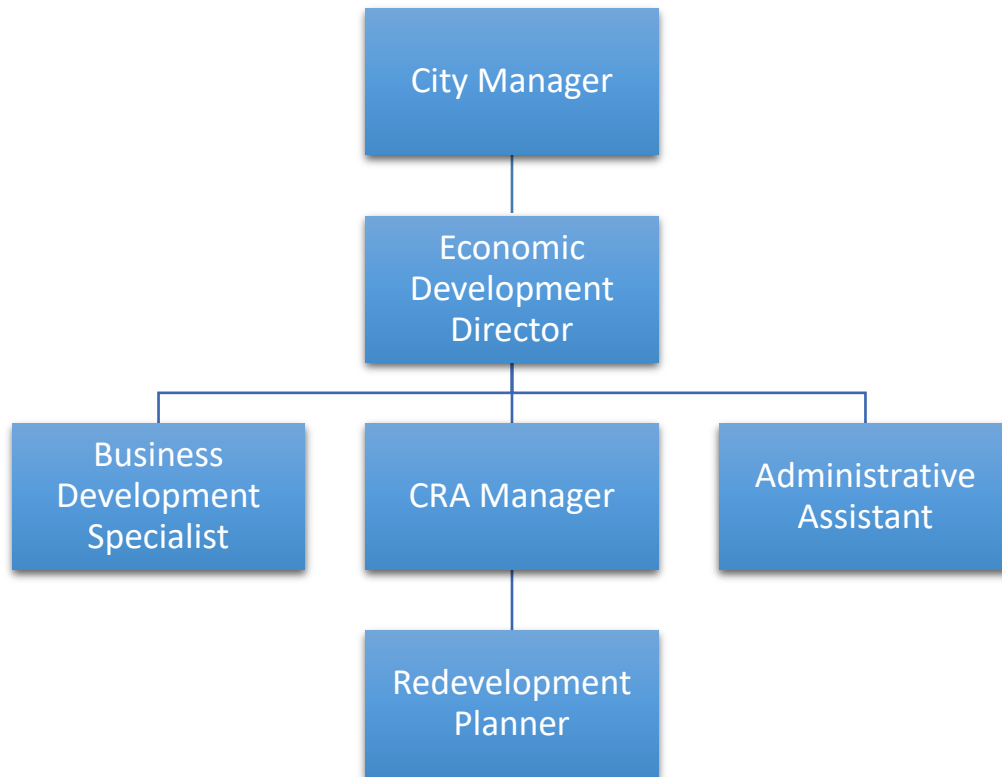 City Manager
Economic
Development
Director
Business
Development
Specialist
CRA Manager
Administrative
Assistant
Redevelopment
Planner